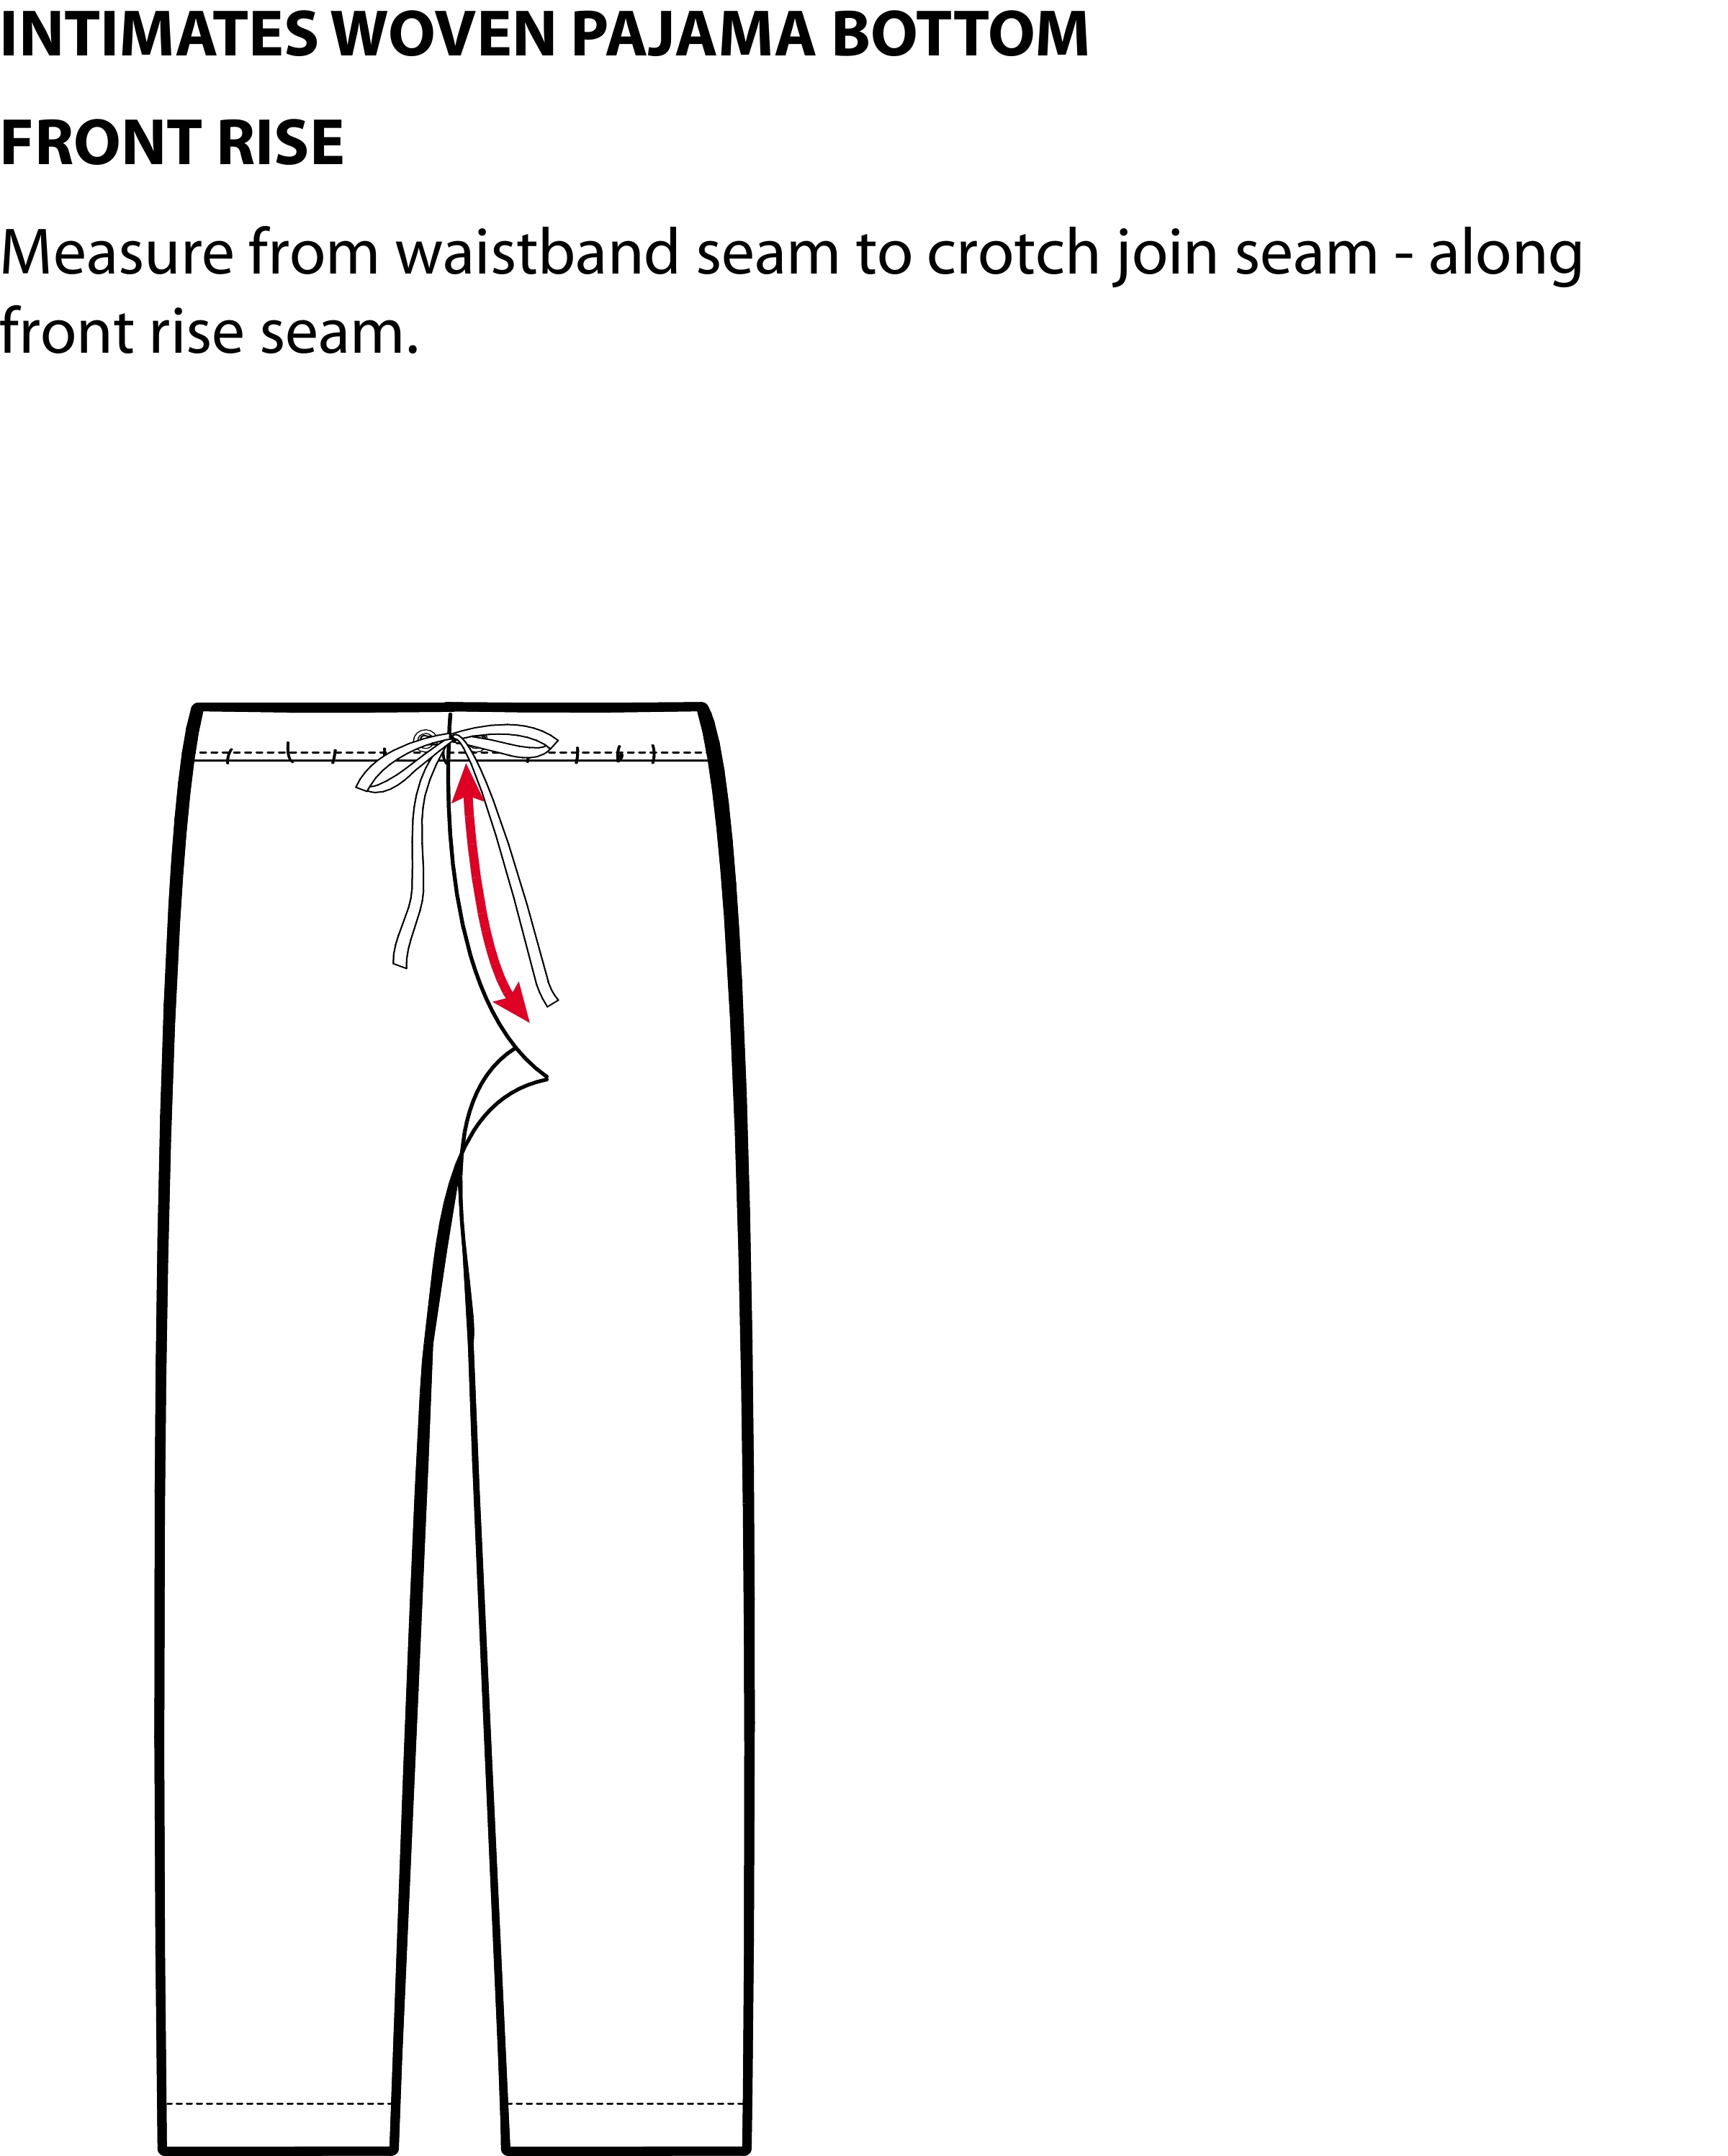 INTIMATES WOVEN PAJAMA BOTTOM
FRONT RISE
Measure from waistband seam to crotch join seam - along
front rise seam.